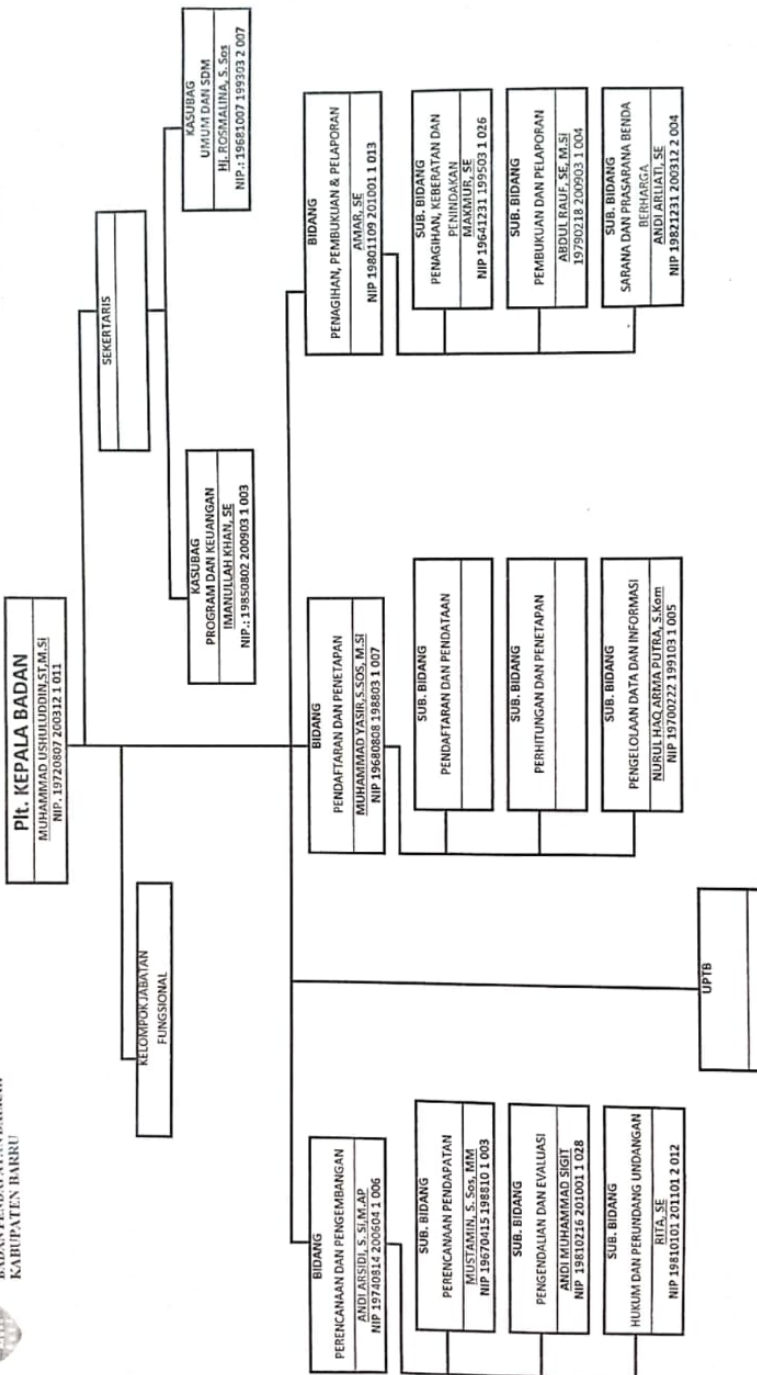 KABUPATEN BARRU
Plt. KEPALA BADAN
MUHAMMAD USHULUDDIN,ST,M.SI
NIP. 19720807 200312 1 011
KELOMPOK JABATAN
FUNGSIONAL
SEKERTARIS
KASUBAG
PROGRAM DAN KEUANGAN
IMANULLAH KHAN, SE
NIP.: 19850802 200903 1 003
KASUBAG
UMUM DAN SDM
Hj. ROSMALINA, S. Sos
NIP.: 19681007 199303 2 007
BIDANG
PERENCANAAN DAN PENGEMBANGAN
ANDI ARSIDI, S. Si,M.AP
NIP 19740814 200604 1 006
SUB. BIDANG
PERENCANAAN PENDAPATAN
MUSTAMIN, S. Sos, MM
NIP 19670415 198810 1 003
SUB. BIDANG
PENGENDALIAN DAN EVALUASI
ANDI MUHAMMAD SIGIT
NIP 19810216 201001 1 028
SUB. BIDANG
HUKUM DAN PERUNDANG UNDANGAN
RITA, SE
NIP 19810101 201101 2 012
BIDANG
PENDAFTARAN DAN PENETAPAN
MUHAMMAD YASIR,S.SOS, M.SI
NIP 19680808 198803 1 007
SUB. BIDANG
PENDAFTARAN DAN PENDATAAN
SUB. BIDANG
PERHITUNGAN DAN PENETAPAN
SUB. BIDANG
PENGELOLAAN DATA DAN INFORMASI
NURUL HAQ ARMA PUTRA, S.Kom
NIP 19700222 199103 1 005
BIDANG
PENAGIHAN, PEMBUKUAN & PELAPORAN
AMAR, SE
NIP 19801109 201001 1 013
SUB. BIDANG
PENAGIHAN, KEBERATAN DAN
PENINDAKAN
MAKMUR, SE
NIP 19641231 199503 1 026
SUB. BIDANG
PEMBUKUAN DAN PELAPORAN
ABDUL RAUF, SE, M.SI
19790218 200903 1 004
SUB. BIDANG
SARANA DAN PRASARANA BENDA
BERHARGA
ANDI ARLIATI, SE
NIP 19821231 200312 2 004
UPTB